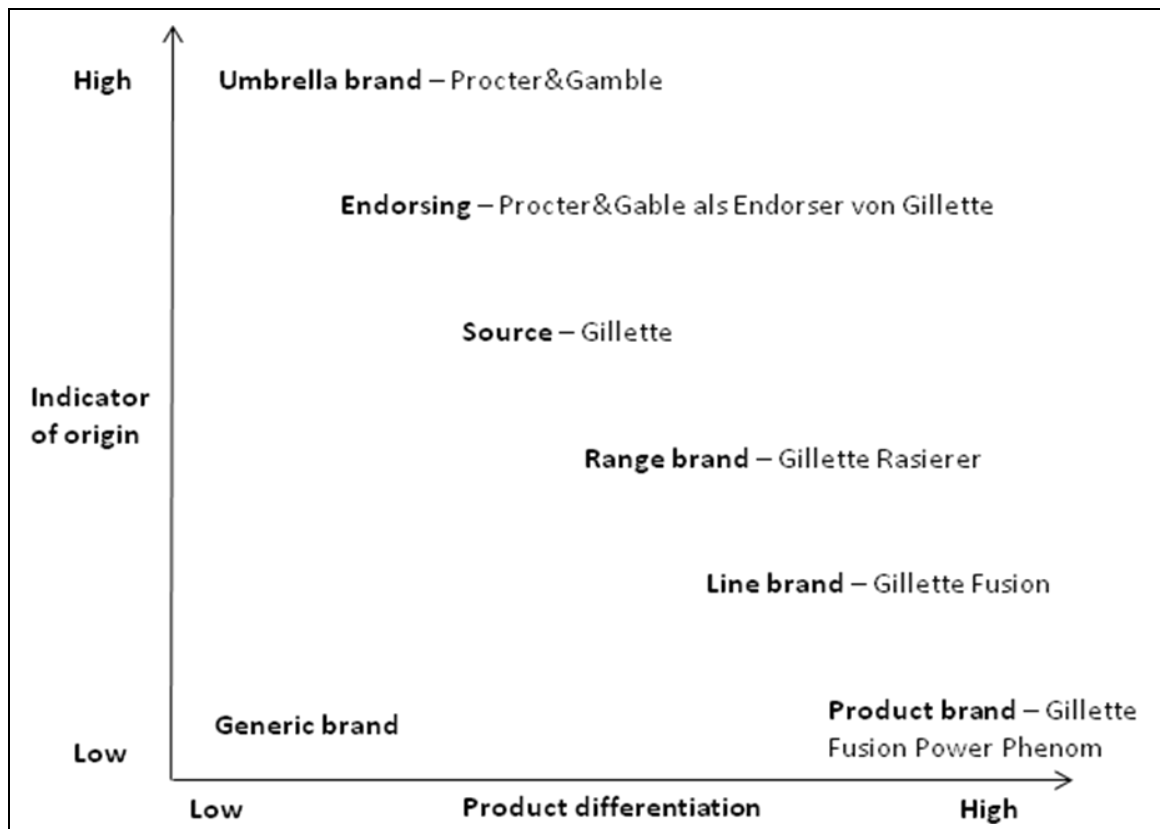 High
Umbrella brand – Procter&Gamble
Endorsing – Procter&Gable als Endorser von Gillette
Source – Gillette
Indicator
of origin
Range brand – Gillette Rasierer
Line brand – Gillette Fusion
Generic brand
Product brand – Gillette
Fusion Power Phenom
Low
Low
Product differentiation
High